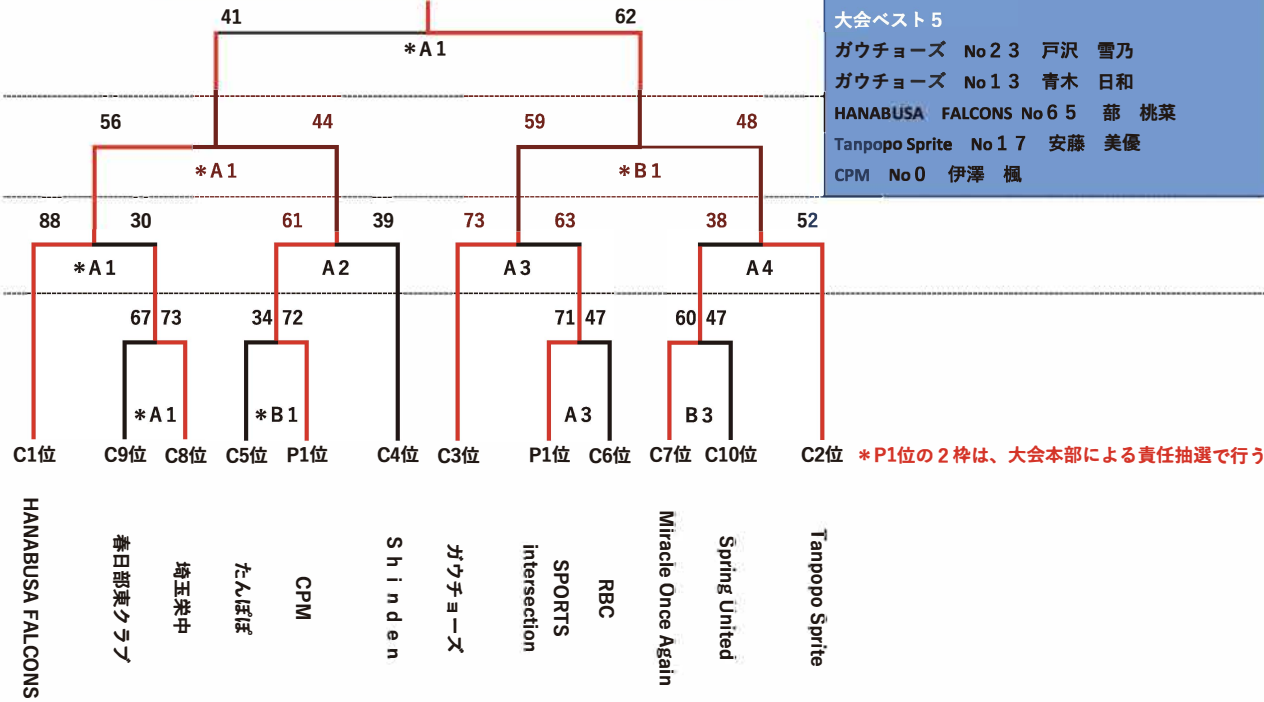 41
62
＊A1
大会ベスト５
ガウチョーズ　No２３　戸沢　雪乃
ガウチョーズ　No１３　青木　日和
HANABUSA　FALCONS　No６５　蔀　桃菜
Tanpopo Sprite　No１７　安藤　美優
CPM　No０　伊澤　楓
56
44
59
48
＊A1
＊B1
88
30
61
39
73
63
38
52
＊A1
A2
A3
A4
67
73
34
72
71
47
60
47
＊A1
＊B1
A3
B3
C1位
C9位
C8位
C5位
P1位
C4位
C3位
P1位
C6位
C7位
C10位
C2位
＊P1位の２枠は、大会本部による責任抽選で行う
HANABUSA FALCONS
春日部東クラブ
埼玉栄中
たんぽぽ
CPM
Ｓｈｉｎｄｅｎ
ガウチョーズ
SPORTS
intersection
RBC
Miracle Once Again
Spring United
Tanpopo Sprite